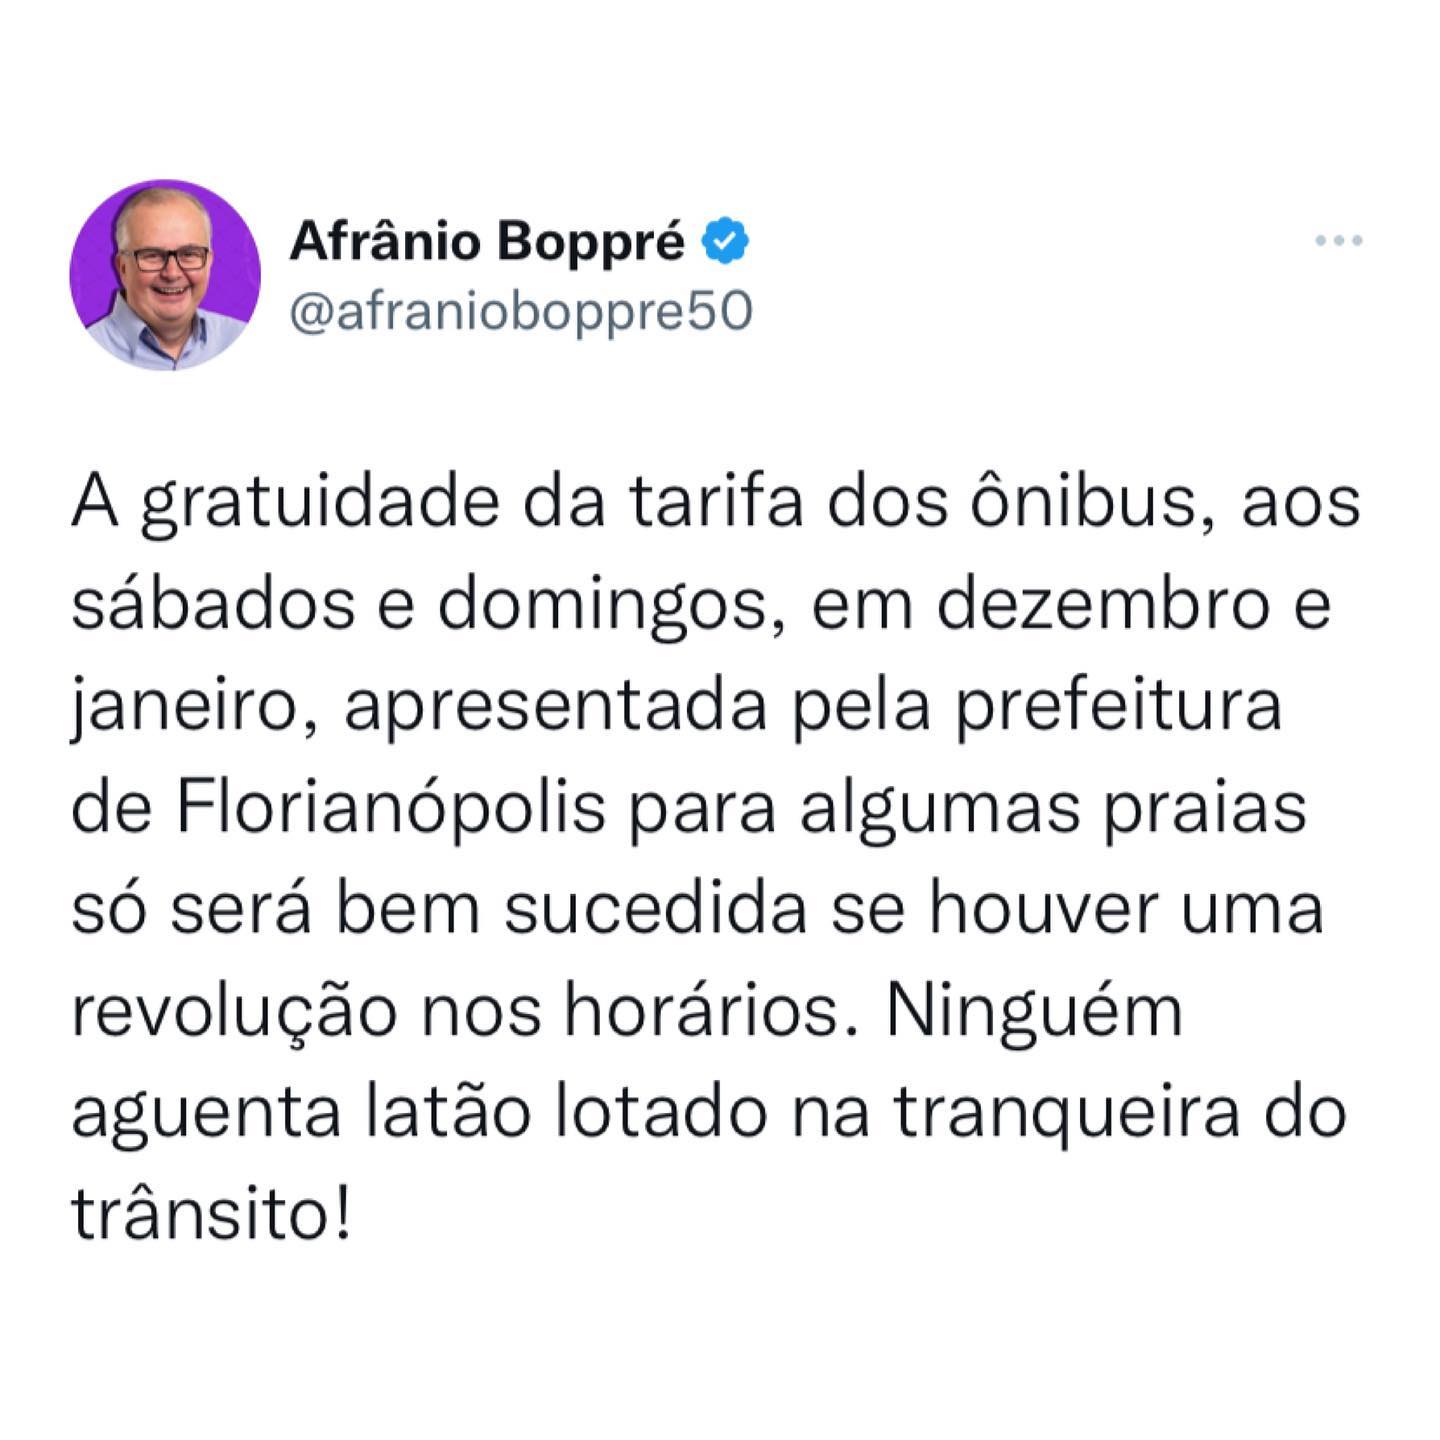 Afrânio Boppré
@afranioboppre50
A gratuidade da tarifa dos ônibus, aos
sábados e domingos, em dezembro e
janeiro, apresentada pela prefeitura
de Florianópolis para algumas praias
só será bem sucedida se houver uma
revolução nos horários. Ninguém
aguenta latão lotado na tranqueira do
trânsito!